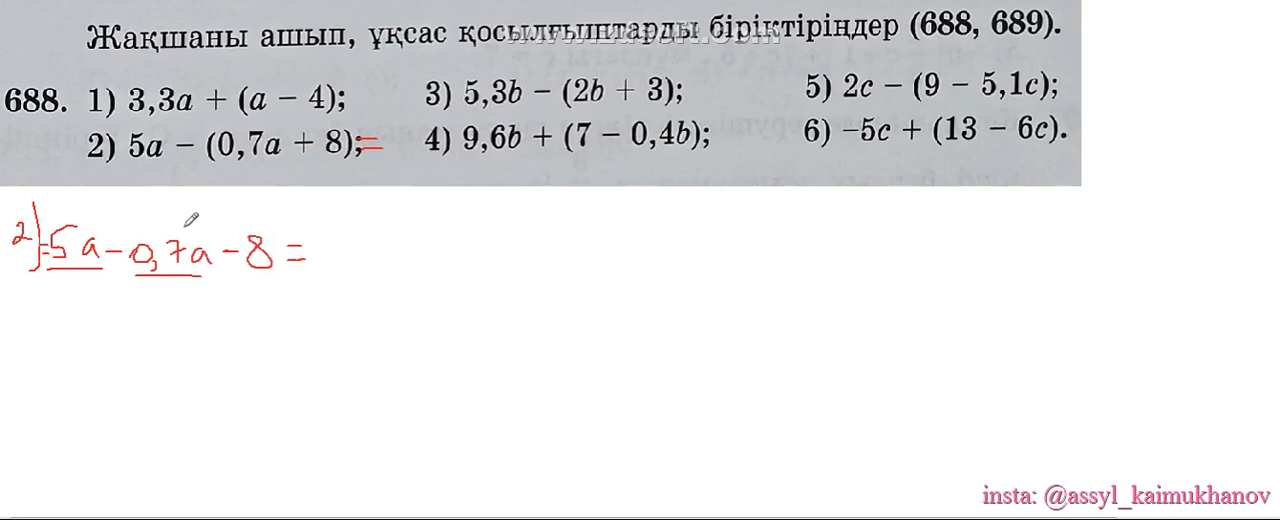 Жақшаны ашып, ұқсас қосылғыштарды біріктіріңдер (688, 689).
688. 1) 3,3a + (a − 4); 3) 5,3b − (2b + 3); 5) 2c − (9 − 5,1c);
2) 5a − (0,7a + 8);= 4) 9,6b + (7 − 0,4b); 6) −5c + (13 − 6c).
2) =5a − 0,7a − 8 =
insta: @assyl_kaimukhanov